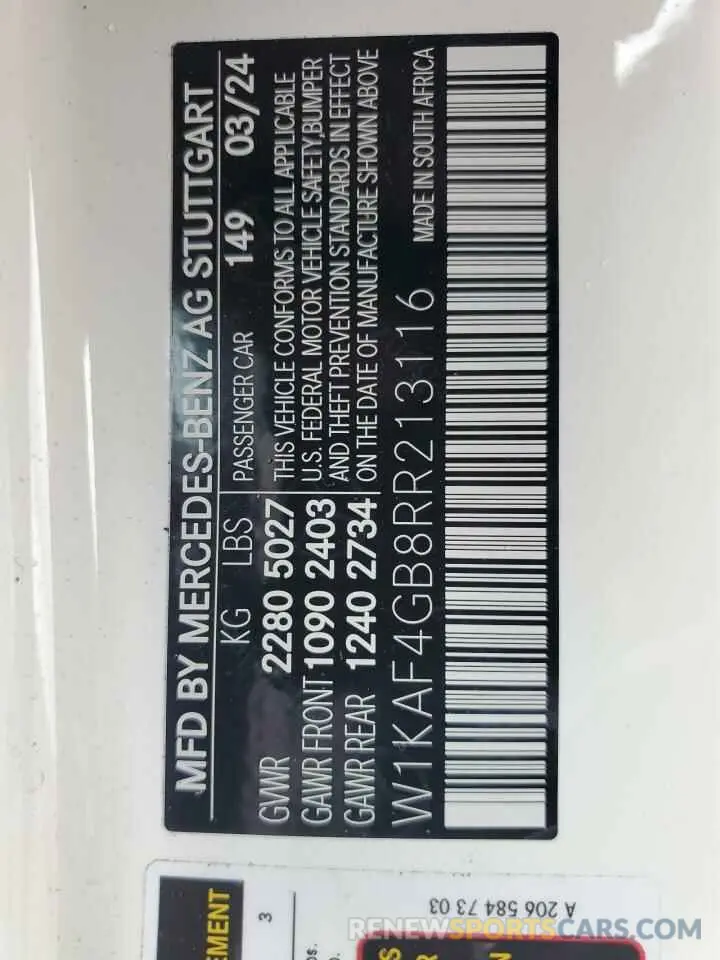 MFD BY MERCEDES-BENZ AG STUTTGART
KG LBS PASSENGER CAR 149 03/24
GVWR 2280 5027
GAWR FRONT 1090 2403
GAWR REAR 1240 2734
THIS VEHICLE CONFORMS TO ALL APPLICABLE
U.S. FEDERAL MOTOR VEHICLE SAFETY,BUMPER
AND THEFT PREVENTION STANDARDS IN EFFECT
ON THE DATE OF MANUFACTURE SHOWN ABOVE
W1KAF4GB8RR213116 MADE IN SOUTH AFRICA
EMENT
3
A 206 584 73 03
RENEWSPORTSCARS.COM